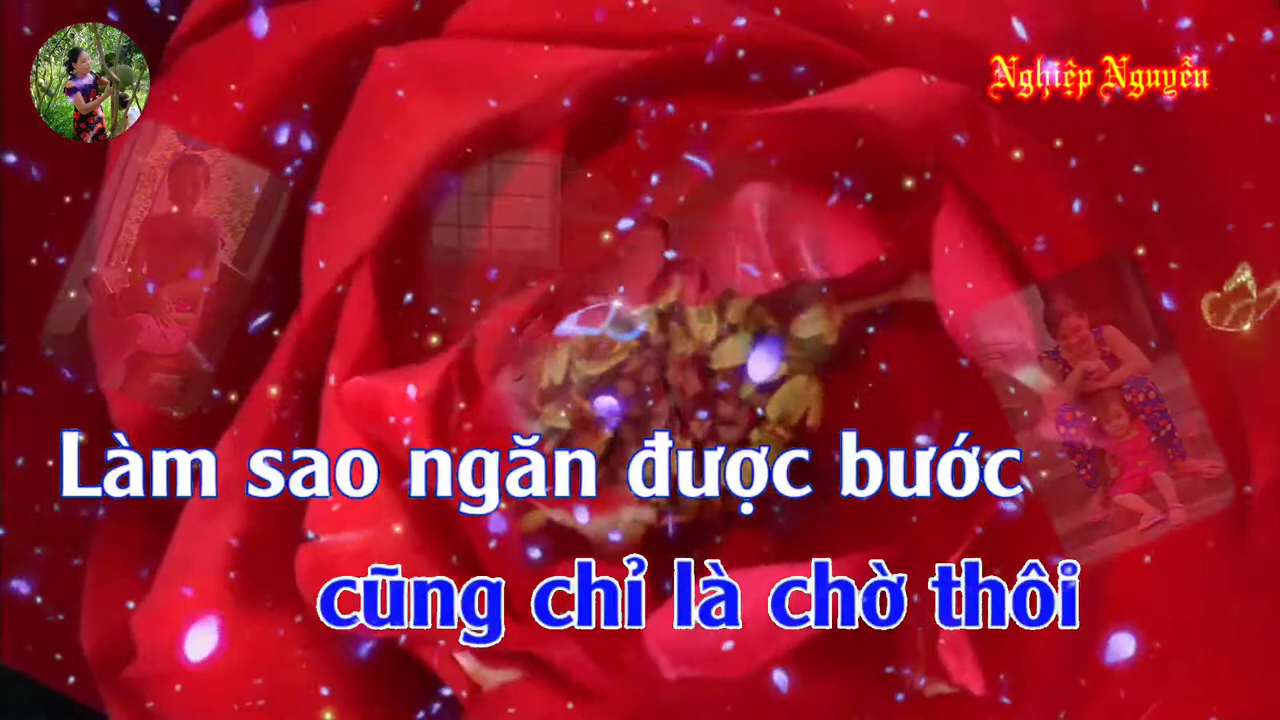 Nghiệp Nguyễn
Làm sao ngăn được bước
cũng chỉ là chờ thôi